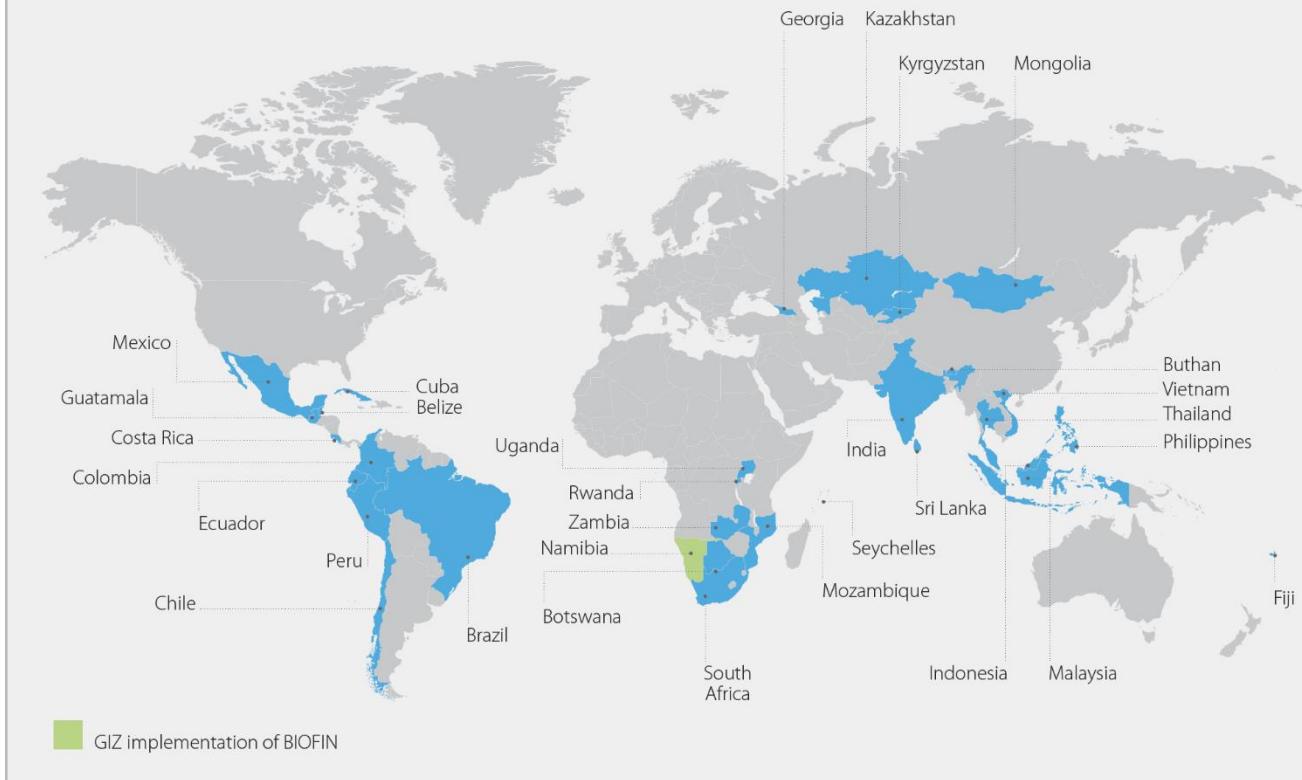 Georgia
Kazakhstan
Kyrgyzstan
Mongolia
Mexico
Guatamala
Costa Rica
Colombia
Ecuador
Peru
Chile
Cuba
Belize
Brazil
Uganda
Rwanda
Zambia
Namibia
Botswana
South
Africa
Mozambique
Seychelles
India
Sri Lanka
Buthan
Vietnam
Thailand
Philippines
Indonesia
Malaysia
Fiji
GIZ implementation of BIOFIN